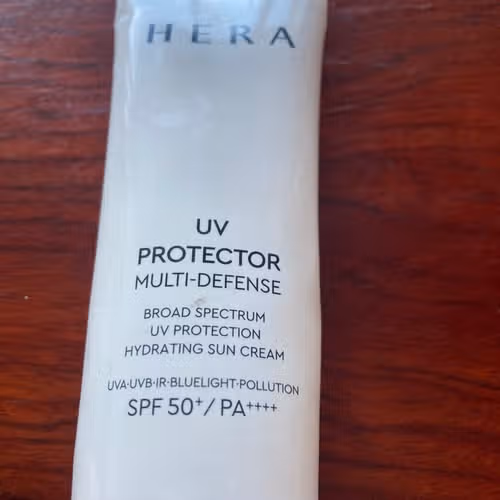 HERA
UV
PROTECTOR
MULTI-DEFENSE
BROAD SPECTRUM
UV PROTECTION
HYDRATING SUN CREAM
UVA·UVB·IR·BLUELIGHT·POLLUTION
SPF 50⁺/PA⁺⁺⁺⁺